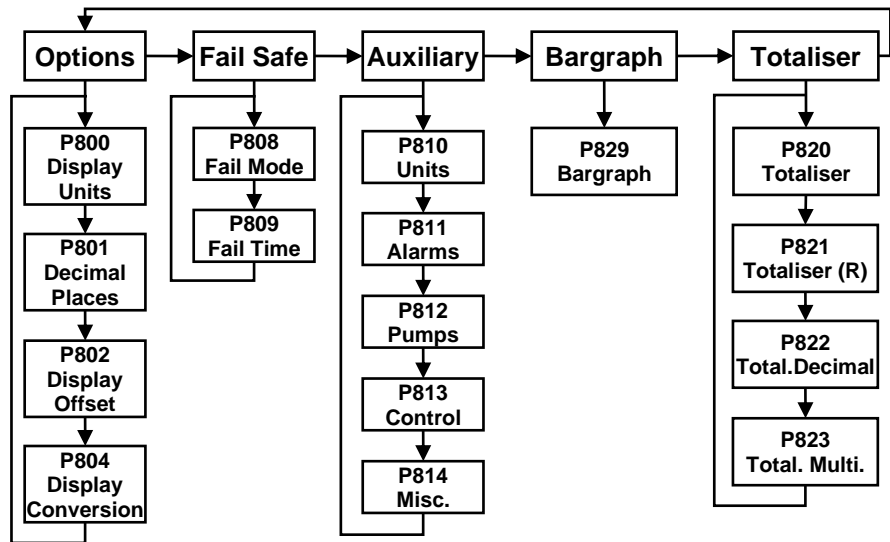 Options
Fail Safe
Auxiliary
Bargraph
Totaliser
P800
Display
Units
P801
Decimal
Places
P802
Display
Offset
P804
Display
Conversion
P808
Fail Mode
P809
Fail Time
P810
Units
P811
Alarms
P812
Pumps
P813
Control
P814
Misc.
P829
Bargraph
P820
Totaliser
P821
Totaliser (R)
P822
Total.Decimal
P823
Total. Multi.